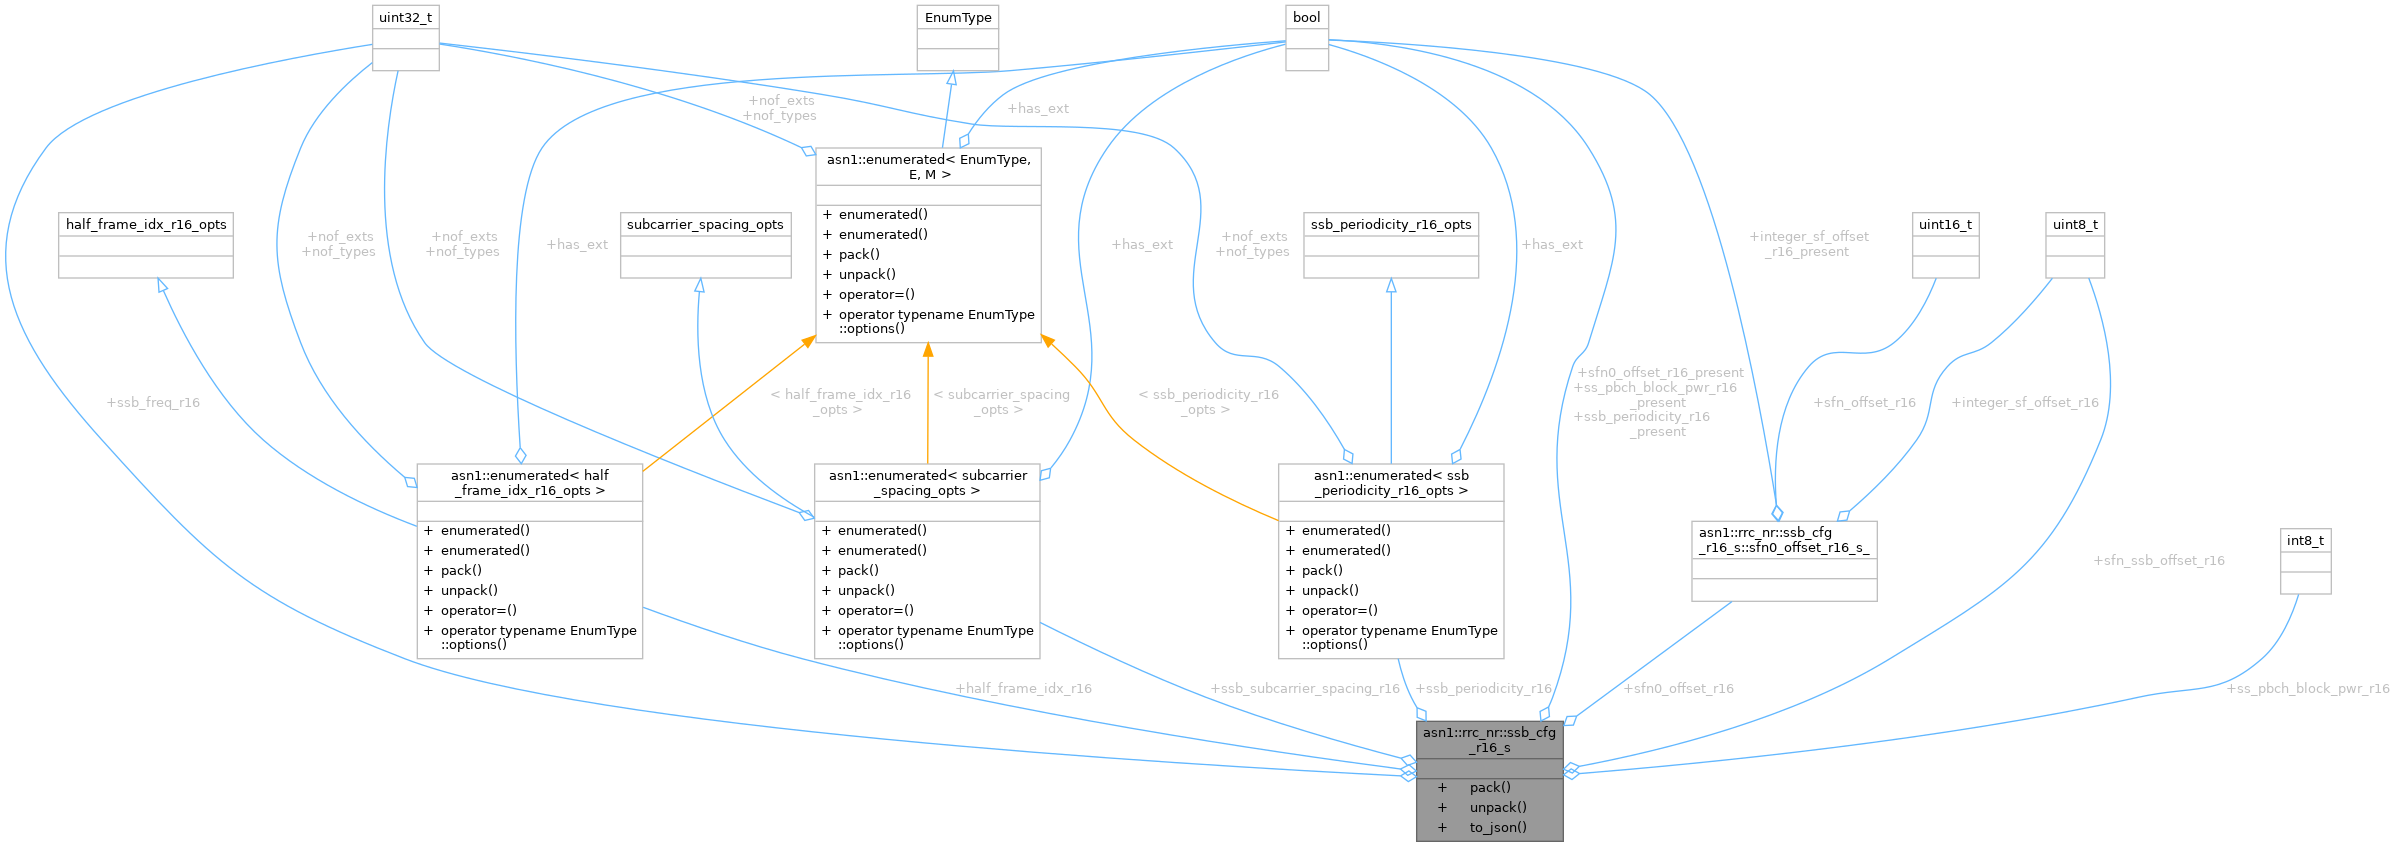 uint32_t
EnumType
bool
+nof_exts
+nof_types
+has_ext
asn1::enumerated< EnumType,
E, M >
+ enumerated()
+ enumerated()
+ pack()
+ unpack()
+ operator=()
+ operator typename EnumType
::options()
half_frame_idx_r16_opts
+nof_exts
+nof_types
+nof_exts
+nof_types
+has_ext
subcarrier_spacing_opts
+has_ext
+nof_exts
+nof_types
ssb_periodicity_r16_opts
+has_ext
+integer_sf_offset
_r16_present
uint16_t
uint8_t
+ssb_freq_r16
< half_frame_idx_r16
_opts >
< subcarrier_spacing
_opts >
< ssb_periodicity_r16
_opts >
+sfn0_offset_r16_present
+ss_pbch_block_pwr_r16
_present
+ssb_periodicity_r16
_present
+sfn_offset_r16
+integer_sf_offset_r16
asn1::enumerated< half
_frame_idx_r16_opts >
+ enumerated()
+ enumerated()
+ pack()
+ unpack()
+ operator=()
+ operator typename EnumType
::options()
asn1::enumerated< subcarrier
_spacing_opts >
+ enumerated()
+ enumerated()
+ pack()
+ unpack()
+ operator=()
+ operator typename EnumType
::options()
asn1::enumerated< ssb
_periodicity_r16_opts >
+ enumerated()
+ enumerated()
+ pack()
+ unpack()
+ operator=()
+ operator typename EnumType
::options()
asn1::rrc_nr::ssb_cfg
_r16_s::sfn0_offset_r16_s_
+sfn_ssb_offset_r16
int8_t
+half_frame_idx_r16
+ssb_subcarrier_spacing_r16
+ssb_periodicity_r16
+sfn0_offset_r16
+ss_pbch_block_pwr_r16
asn1::rrc_nr::ssb_cfg
_r16_s
+ pack()
+ unpack()
+ to_json()